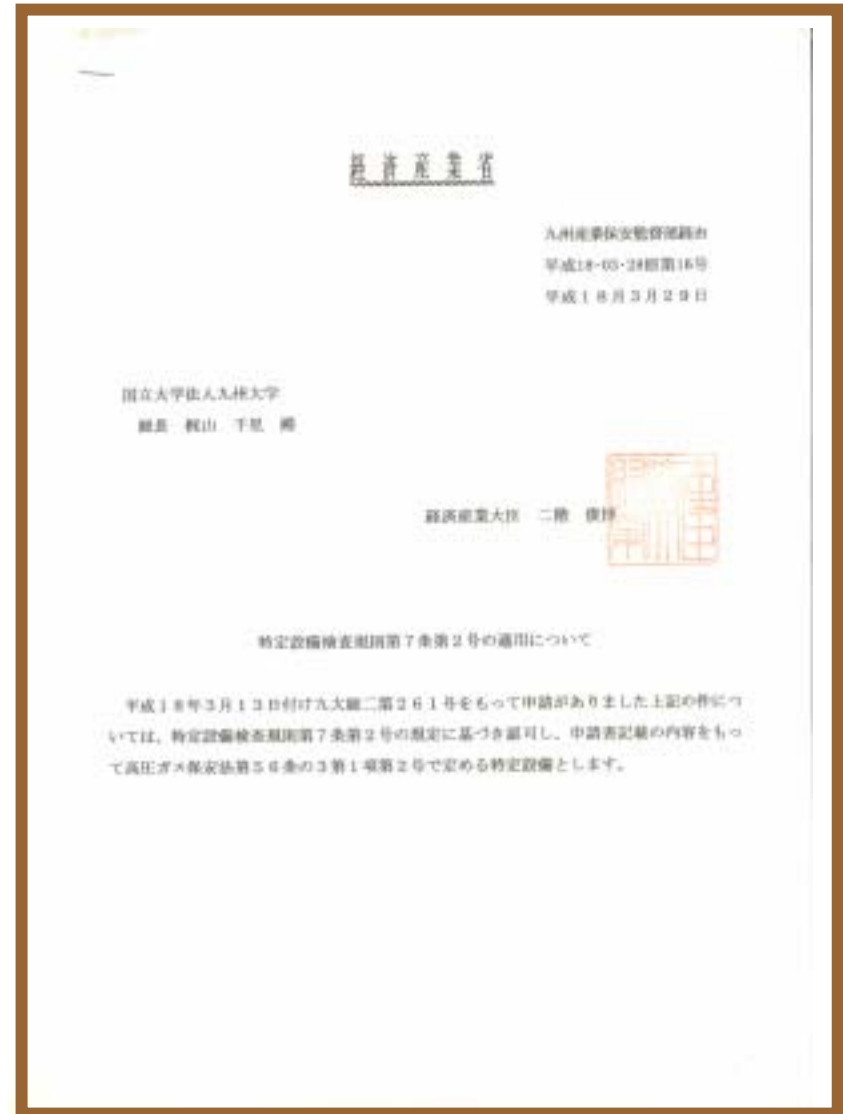 経済産業省
九州産業保安監督部経由
平成18・03・28原第16号
平成18月3月29日
国立大学法人九州大学
総長 梶山 千里 殿
経済産業大臣 二階 俊博
特定設備検査規則第7条第2号の適用について
平成18年3月13日付け九大総二第261号をもって申請がありました上記の件につ
いては、特定設備検査規則第7条第2号の規定に基づき認可し、申請書記載の内容をもっ
て高圧ガス保安法第56条の3第1項第2号で定める特定設備とします。